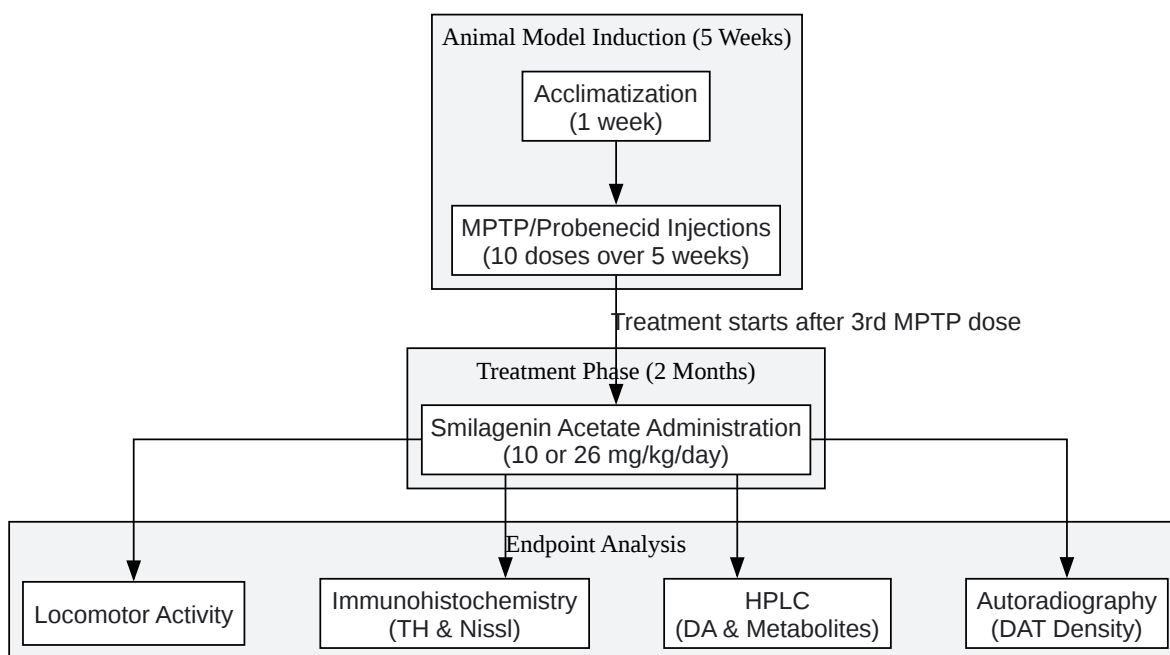 Animal Model Induction (5 Weeks)
Acclimatization
(1 week)
MPTP/Probenecid Injections
(10 doses over 5 weeks)
Treatment starts after 3rd MPTP dose
Treatment Phase (2 Months)
Smilagenin Acetate Administration
(10 or 26 mg/kg/day)
Endpoint Analysis
Locomotor Activity
Immunohistochemistry
(TH & Nissl)
HPLC
(DA & Metabolites)
Autoradiography
(DAT Density)